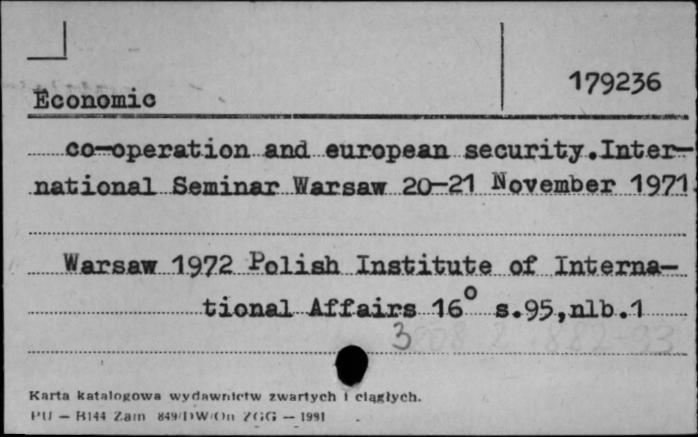 179236
Economic
co-operation and european security.Inter-
national Seminar Warsaw 20-21 November 1971
Warsaw 1972 Polish Institute of Interna-
tional Affairs 16° s.95,nlb.1
3
Karta katalogowa wydawnictw zwartych i ciągłych.
PU — B144 Zam 849/DW/On ZGG — 1991